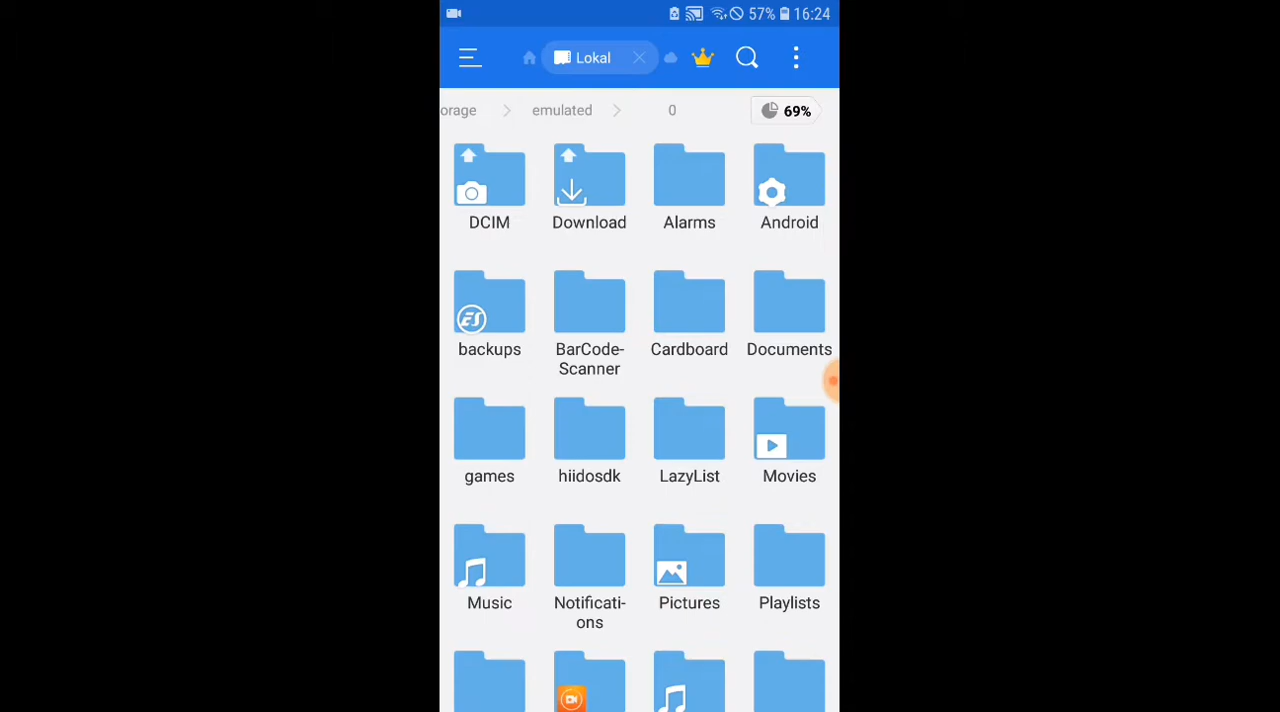 57% 16:24
Lokal
orage emulated 0 69%
DCIM Download Alarms Android
backups BarCode- Cardboard Documents
Scanner
games hiidosdk LazyList Movies
Music Notificati- Pictures Playlists
ons